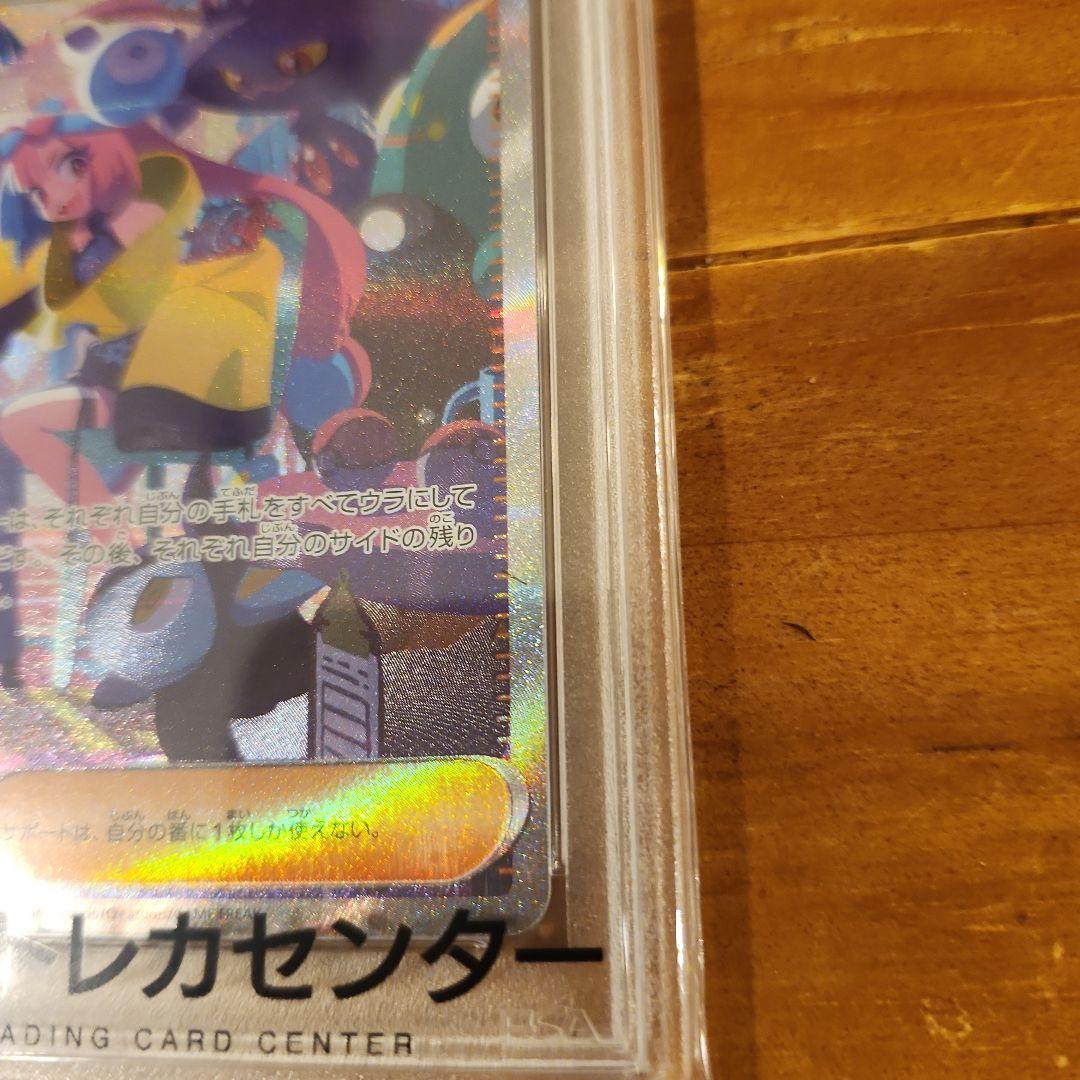 は、それぞれ自分の手札をすべてウラにして
。その後、それぞれ自分のサイドの残り
。
サポートは、自分の番に1枚しか使えない。
トレカセンター
ADING CARD CENTER
PSA